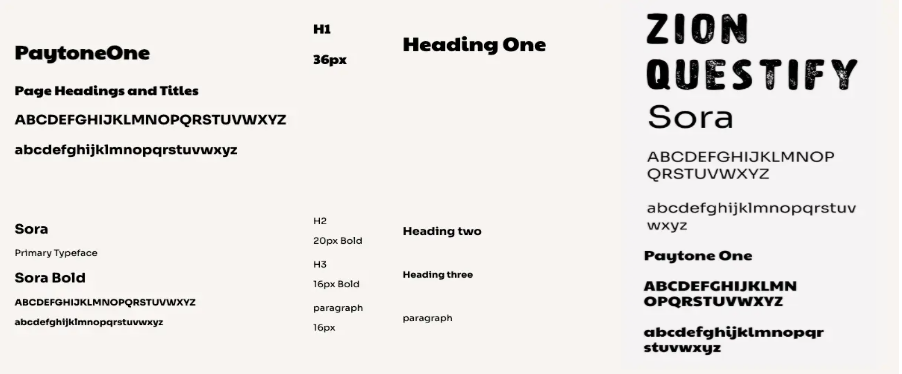 PaytoneOne
Page Headings and Titles
ABCDEFGHIJKLMNOPQRSTUVWXYZ
abcdefghijklmnopqrstuvwxyz
H1
36px
Heading One
Sora
Primary Typeface
Sora Bold
ABCDEFGHIJKLMNOPQRSTUVWXYZ
abcdefghijklmnopqrstuvwxyz
H2
20px Bold
Heading two
H3
16px Bold
Heading three
paragraph
16px
paragraph
ZION
QUESTIFY
Sora
ABCDEFGHIJKLMNOP
QRSTUVWXYZ
abcdefghijklmnopqrstuv
wxyz
Paytone One
ABCDEFGHIJKLMN
OPQRSTUVWXYZ
abcdefghijklmnopqr
stuvwxyz